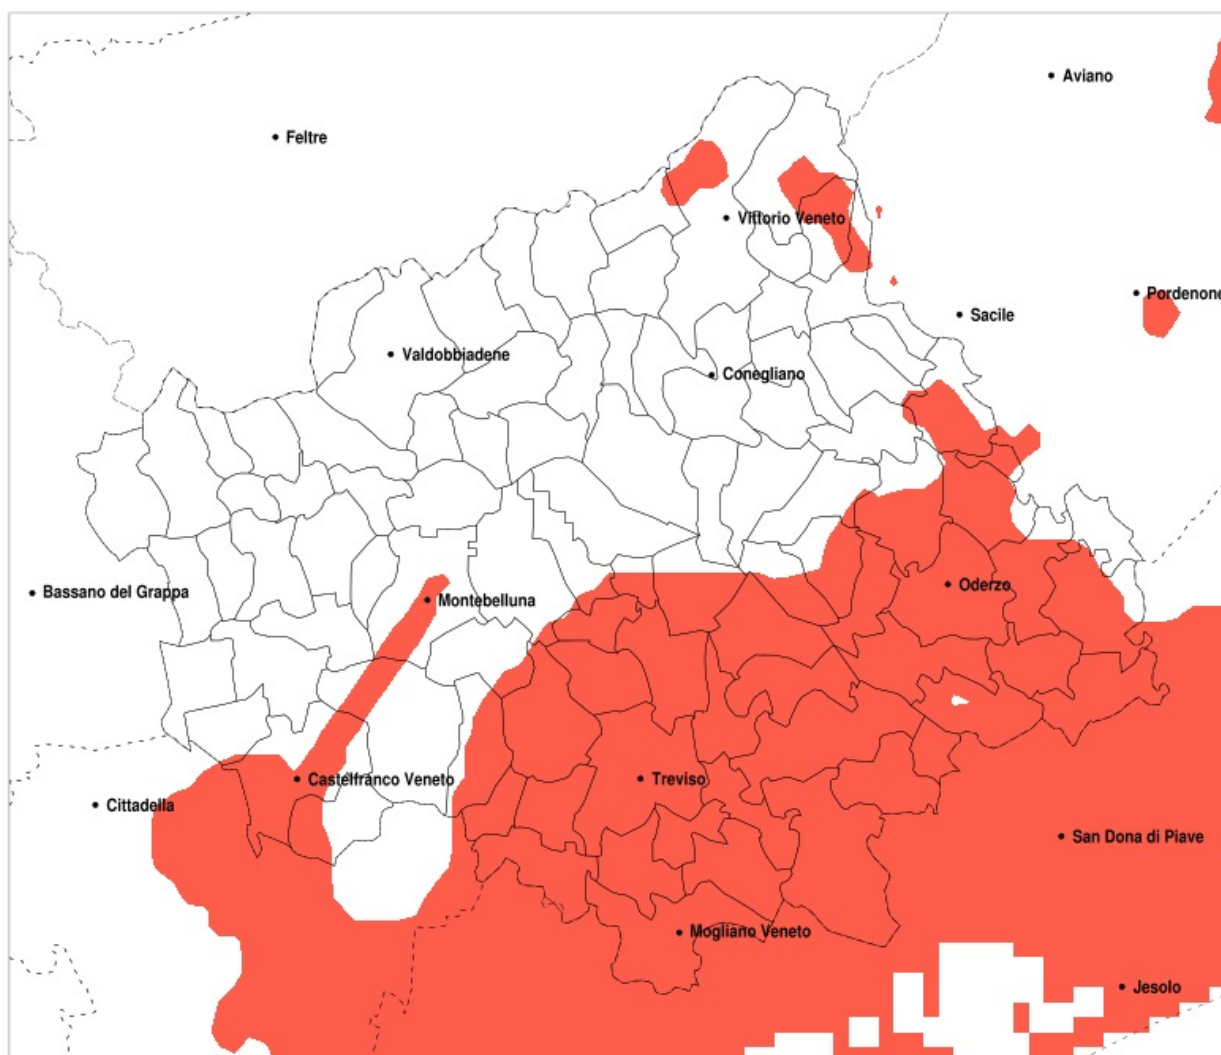 Aviano
Feltre
Vittorio Veneto
Pordenone
Sacile
Valdobbiadene
Conegliano
Bassano del Grappa
Oderzo
Montebelluna
Castelfranco Veneto
Treviso
Cittadella
San Dona di Piave
Mogliano Veneto
Jesolo